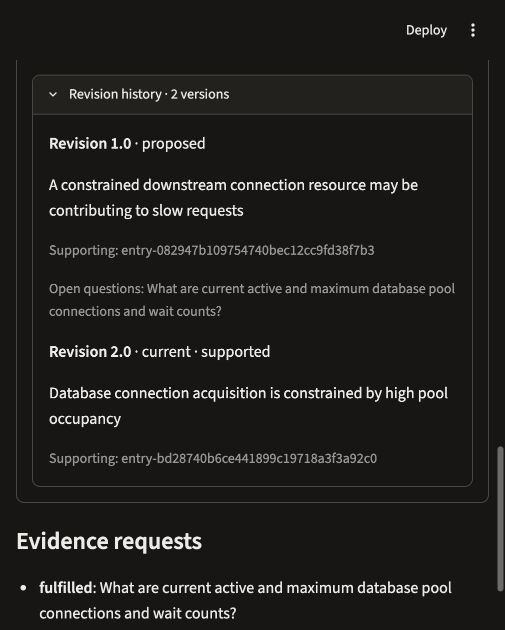 Deploy
Revision history · 2 versions
Revision 1.0 · proposed
A constrained downstream connection resource may be
contributing to slow requests
Supporting: entry-082947b109754740bec12cc9fd38f7b3
Open questions: What are current active and maximum database pool
connections and wait counts?
Revision 2.0 · current · supported
Database connection acquisition is constrained by high pool
occupancy
Supporting: entry-bd28740b6ce441899c19718a3f3a92c0
Evidence requests
• fulfilled: What are current active and maximum database pool
connections and wait counts?